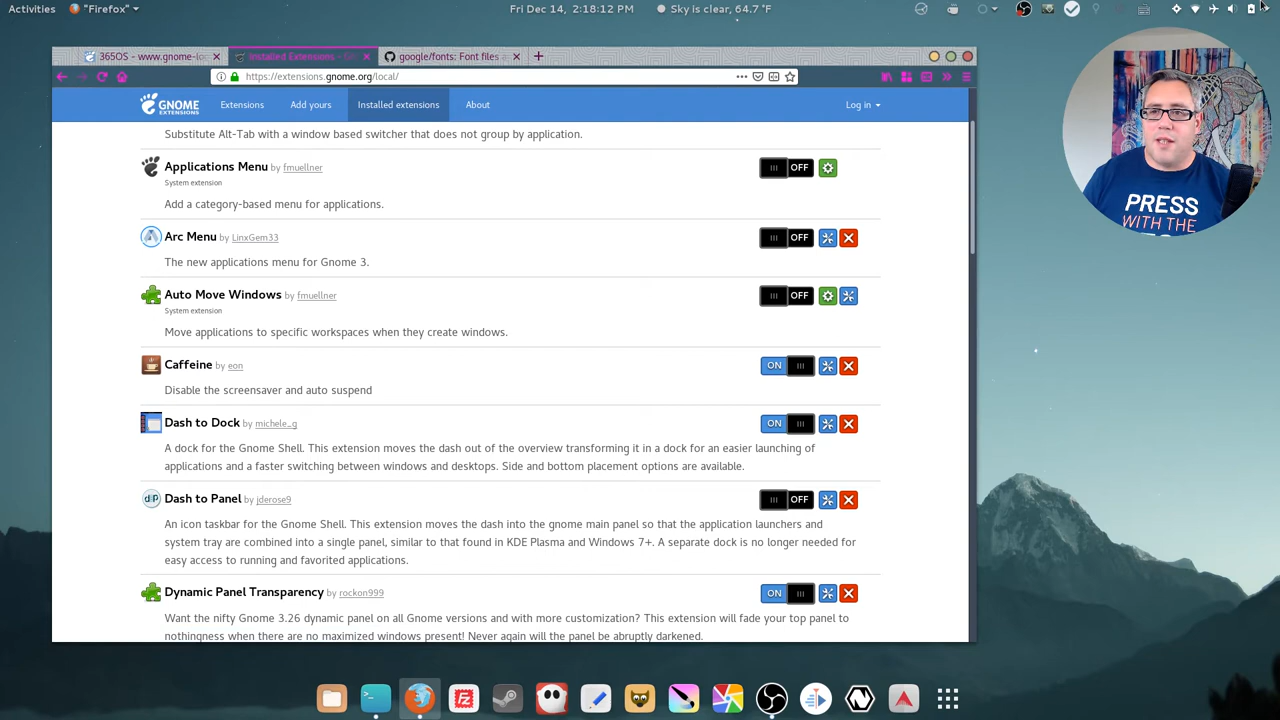 Activities "Firefox" Fri Dec 14, 2:18:12 PM Sky is clear, 64.7 °F
365OS - www.gnome-lo Installed Extensions - G google/fonts: Font files a
https://extensions.gnome.org/local/
GNOME EXTENSIONS Extensions Add yours Installed extensions About Log in
Substitute Alt-Tab with a window based switcher that does not group by application.
Applications Menu by fmuellner OFF
System extension
Add a category-based menu for applications.
Arc Menu by LinxGem33 OFF
The new applications menu for Gnome 3.
Auto Move Windows by fmuellner OFF
System extension
Move applications to specific workspaces when they create windows.
Caffeine by eon ON
Disable the screensaver and auto suspend
Dash to Dock by michele_g ON
A dock for the Gnome Shell. This extension moves the dash out of the overview transforming it in a dock for an easier launching of
applications and a faster switching between windows and desktops. Side and bottom placement options are available.
Dash to Panel by jderose9 OFF
An icon taskbar for the Gnome Shell. This extension moves the dash into the gnome main panel so that the application launchers and
system tray are combined into a single panel, similar to that found in KDE Plasma and Windows 7+. A separate dock is no longer needed for
easy access to running and favorited applications.
Dynamic Panel Transparency by rockon999 ON
Want the nifty Gnome 3.26 dynamic panel on all Gnome versions and with more customization? This extension will fade your top panel to
nothingness when there are no maximized windows present! Never again will the panel be abruptly darkened.
PRESS
WITH THE